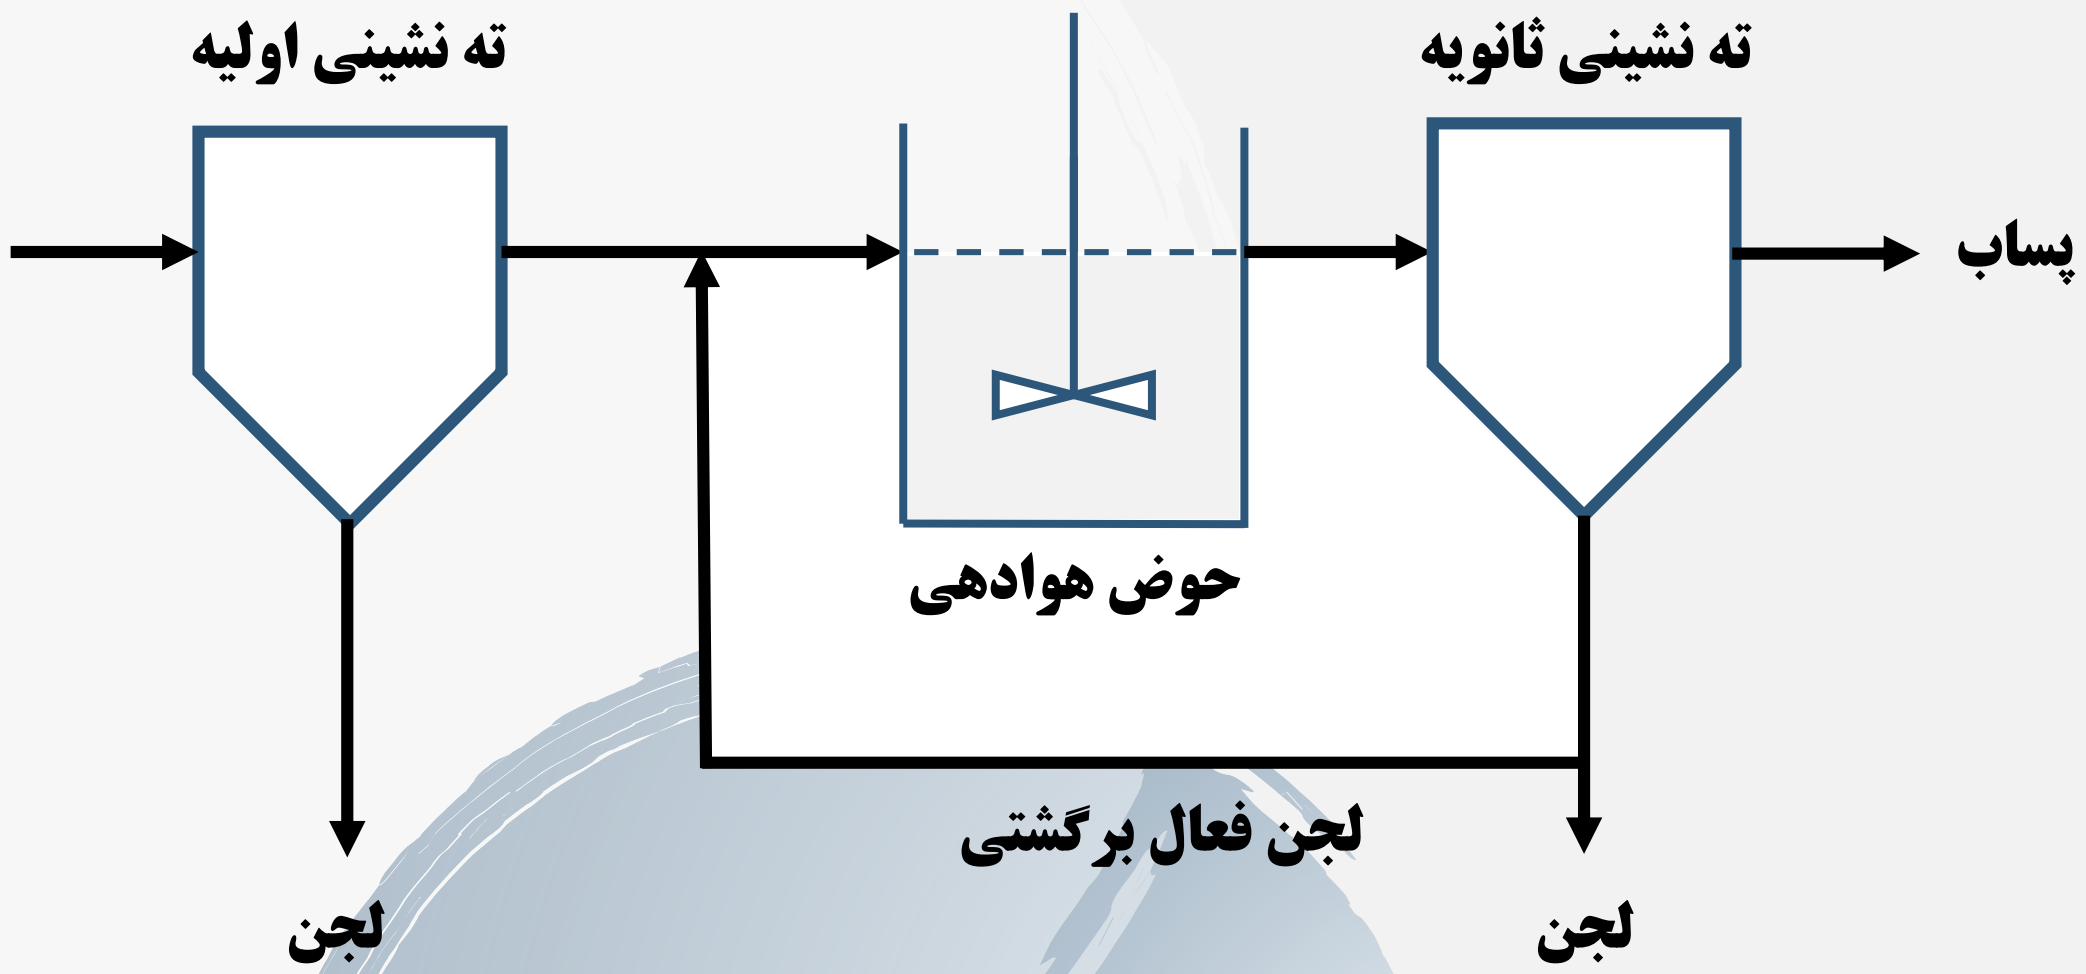 ته نشینی اولیه
ته نشینی ثانویه
پساب
حوض هوادهی
لجن فعال برگشتی
لجن
لجن